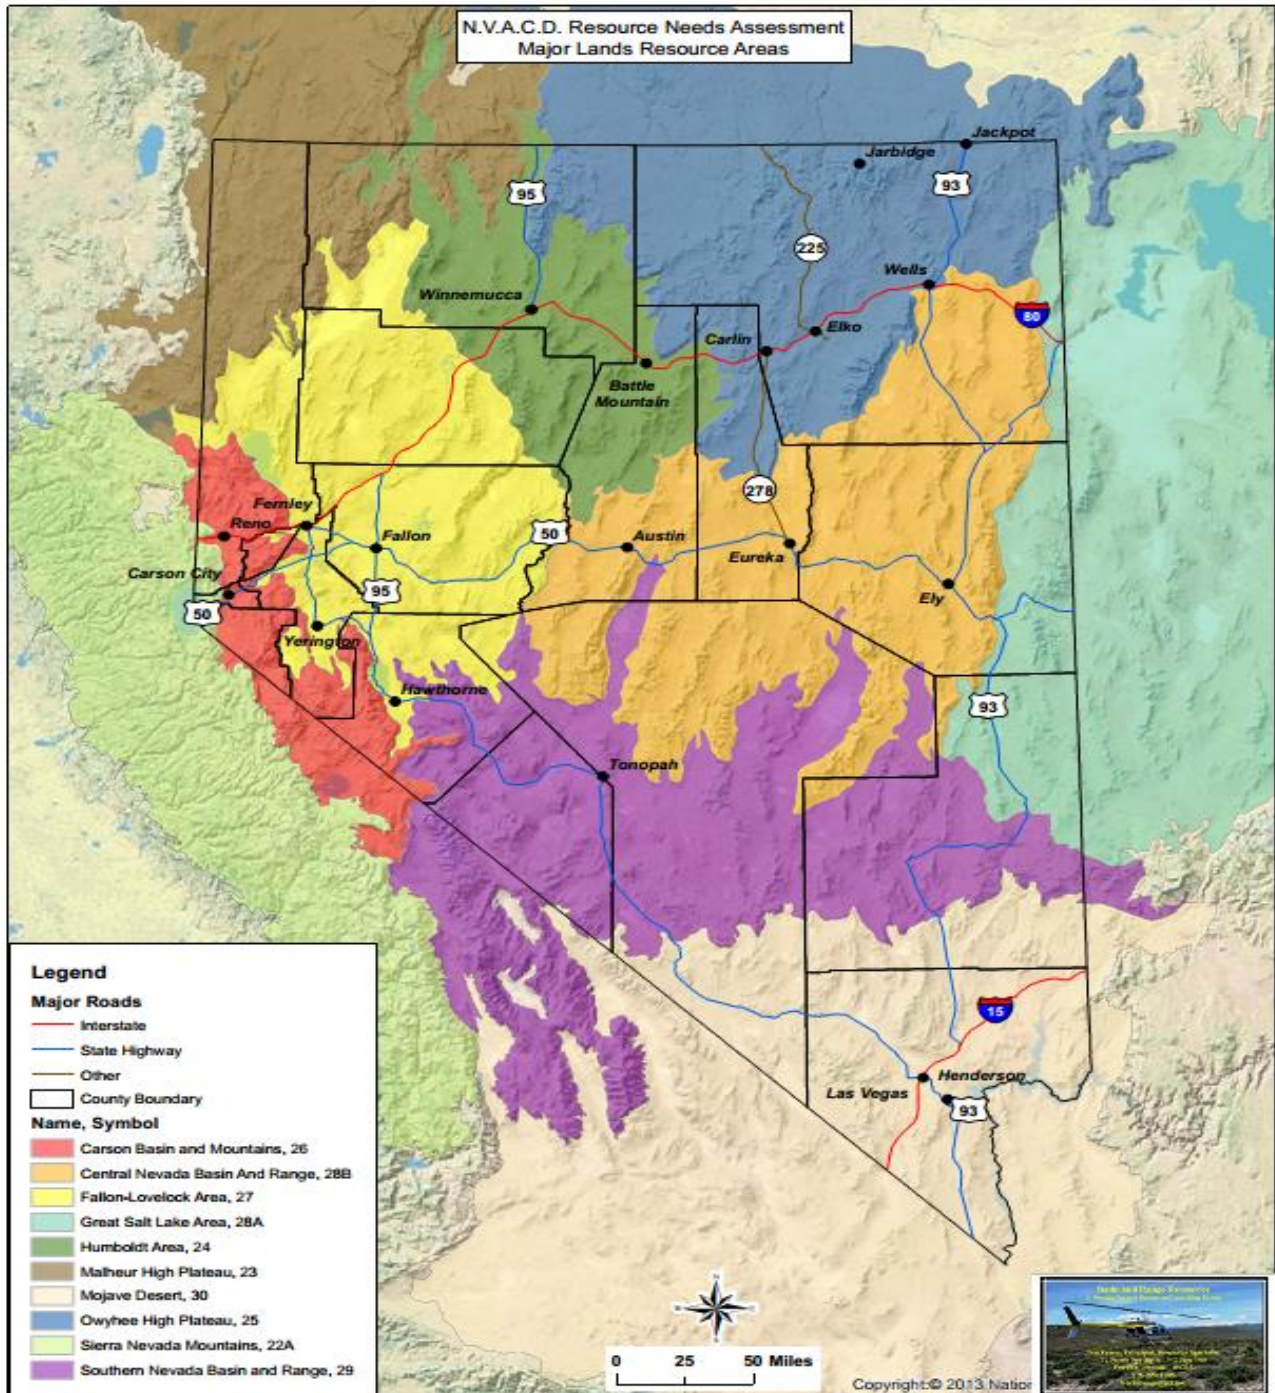 N.V.A.C.D. Resource Needs Assessment
Major Lands Resource Areas
Jackpot
Jarbidge
95
93
225
Wells
Winnemucca
80
Elko
Carlin
Battle
Mountain
278
Fernley
Reno
50
Fallon
Austin
Eureka
Carson City
95
Ely
50
Yerington
Hawthorne
93
Tonopah
15
Henderson
Las Vegas
93
Legend
Major Roads
Interstate
State Highway
Other
County Boundary
Name, Symbol
Carson Basin and Mountains, 26
Central Nevada Basin And Range, 28B
Fallon-Lovelock Area, 27
Great Salt Lake Area, 28A
Humboldt Area, 24
Malheur High Plateau, 23
Mojave Desert, 30
Owyhee High Plateau, 25
Sierra Nevada Mountains, 22A
Southern Nevada Basin and Range, 29
0 25 50 Miles
Copyright:© 2013 Nation